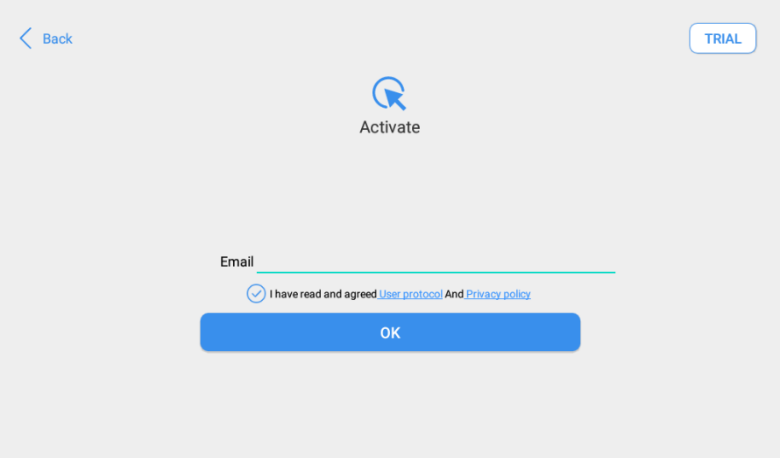 Back
TRIAL
Activate
Email
I have read and agreed User protocol And Privacy policy
OK